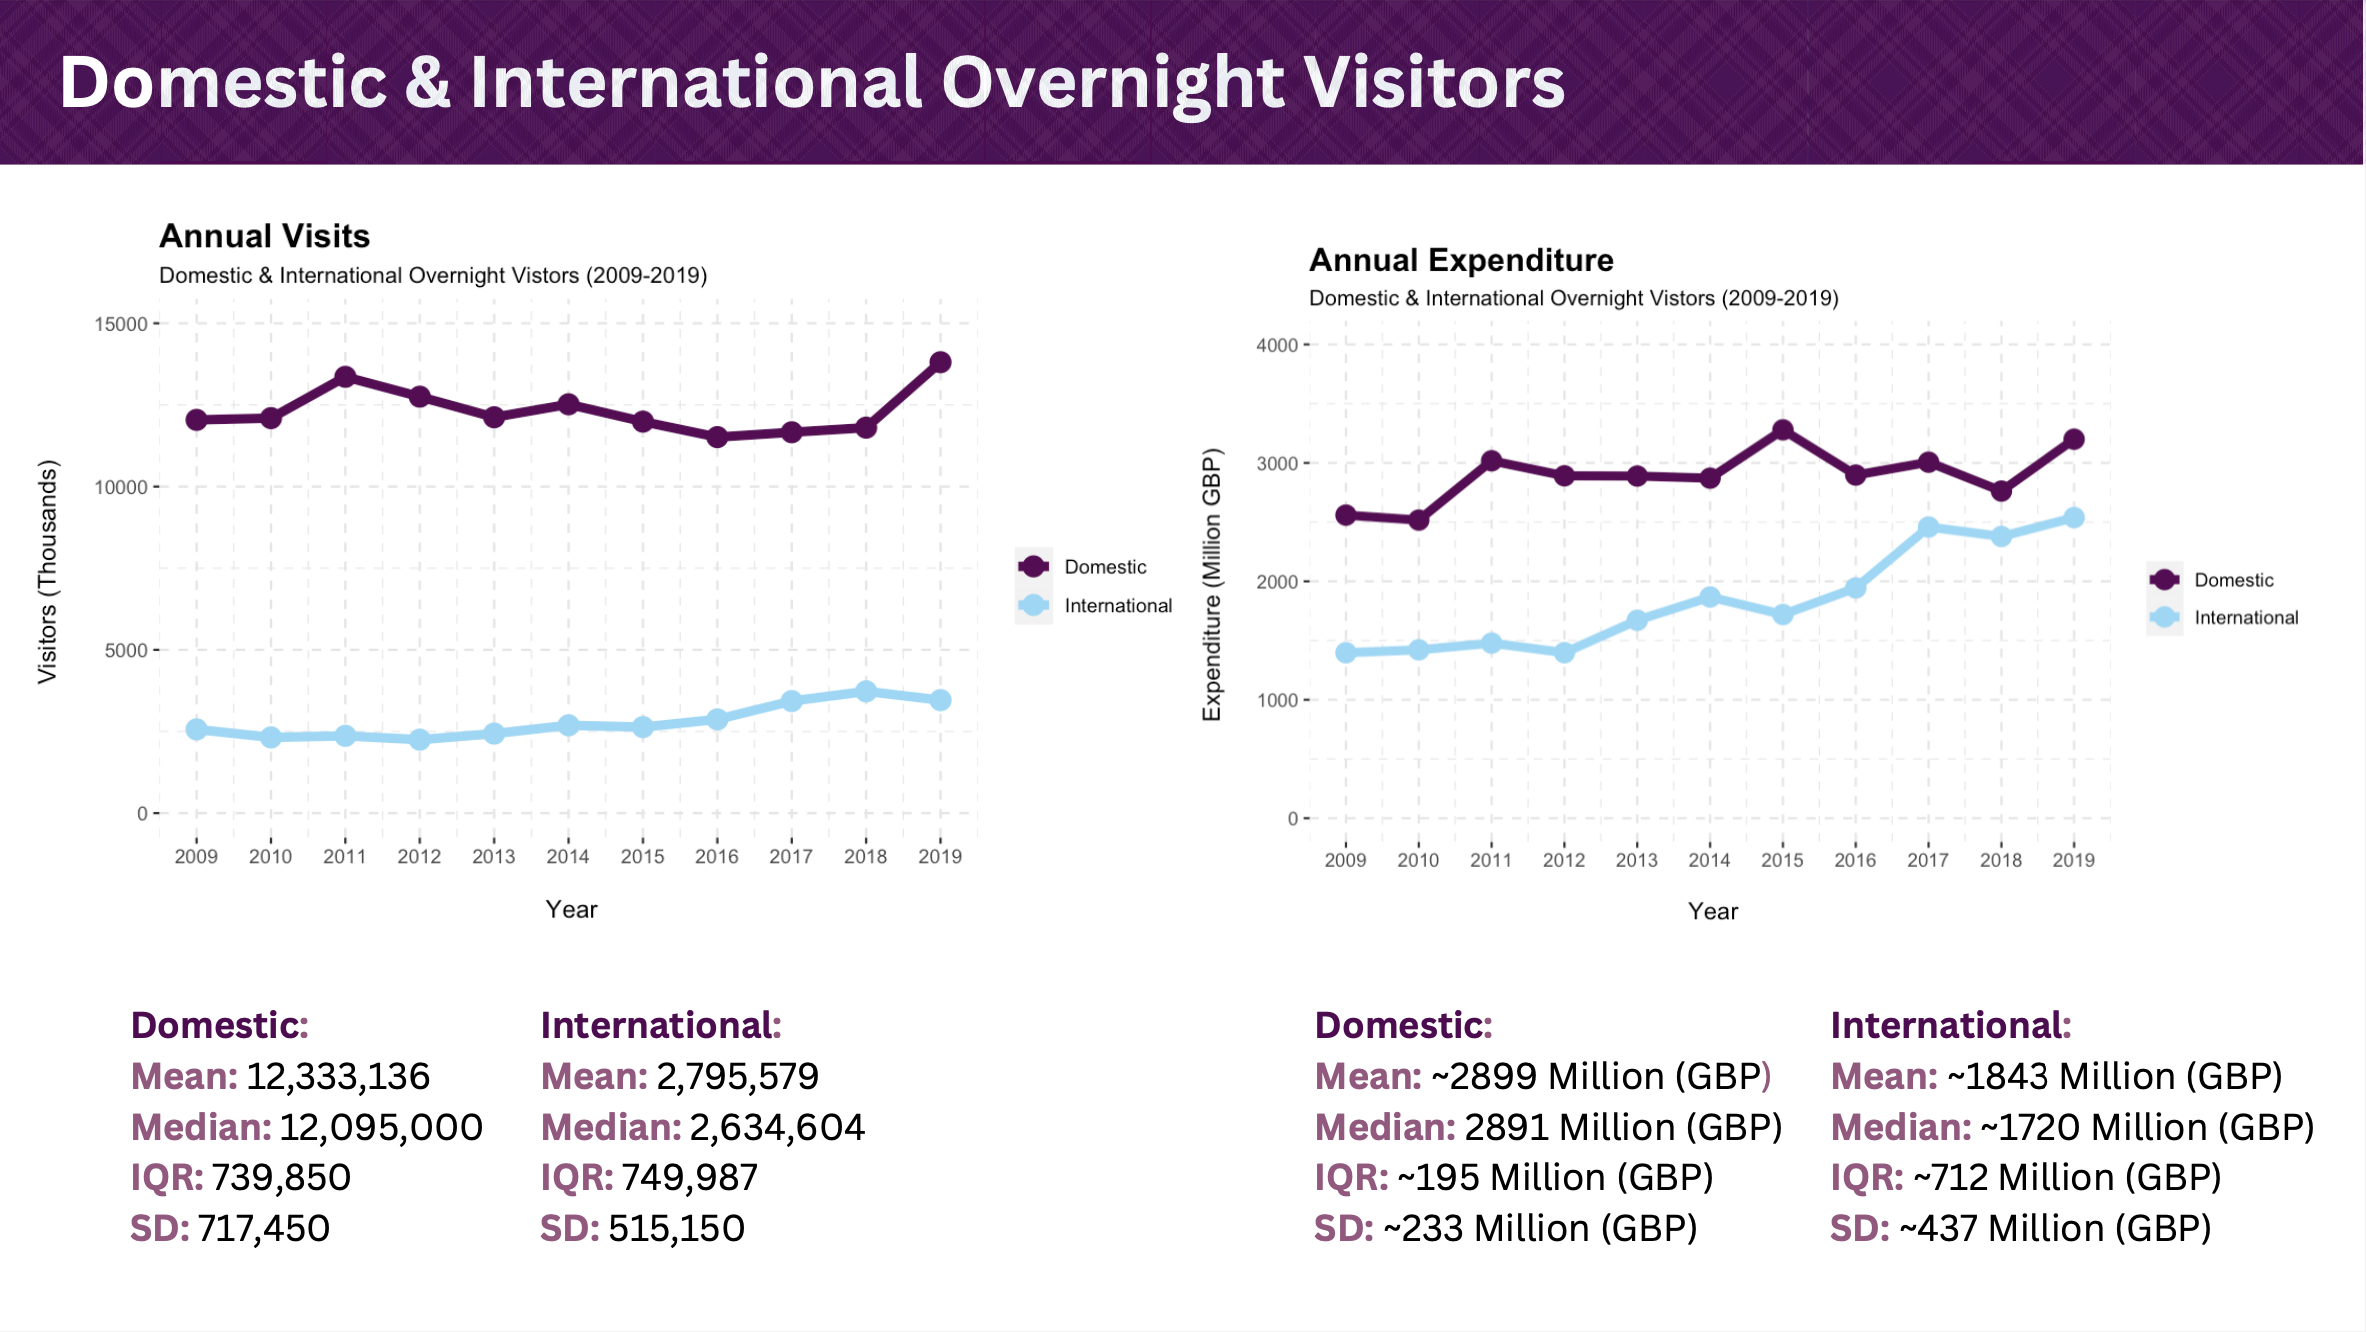 Domestic & International Overnight Visitors
Annual Visits
Domestic & International Overnight Vistors (2009-2019)
15000
10000
5000
0
Visitors (Thousands)
2009 2010 2011 2012 2013 2014 2015 2016 2017 2018 2019
Year
Domestic
International
Annual Expenditure
Domestic & International Overnight Vistors (2009-2019)
4000
3000
2000
1000
0
Expenditure (Million GBP)
2009 2010 2011 2012 2013 2014 2015 2016 2017 2018 2019
Year
Domestic
International
Domestic:
Mean: 12,333,136
Median: 12,095,000
IQR: 739,850
SD: 717,450
International:
Mean: 2,795,579
Median: 2,634,604
IQR: 749,987
SD: 515,150
Domestic:
Mean: ~2899 Million (GBP)
Median: 2891 Million (GBP)
IQR: ~195 Million (GBP)
SD: ~233 Million (GBP)
International:
Mean: ~1843 Million (GBP)
Median: ~1720 Million (GBP)
IQR: ~712 Million (GBP)
SD: ~437 Million (GBP)